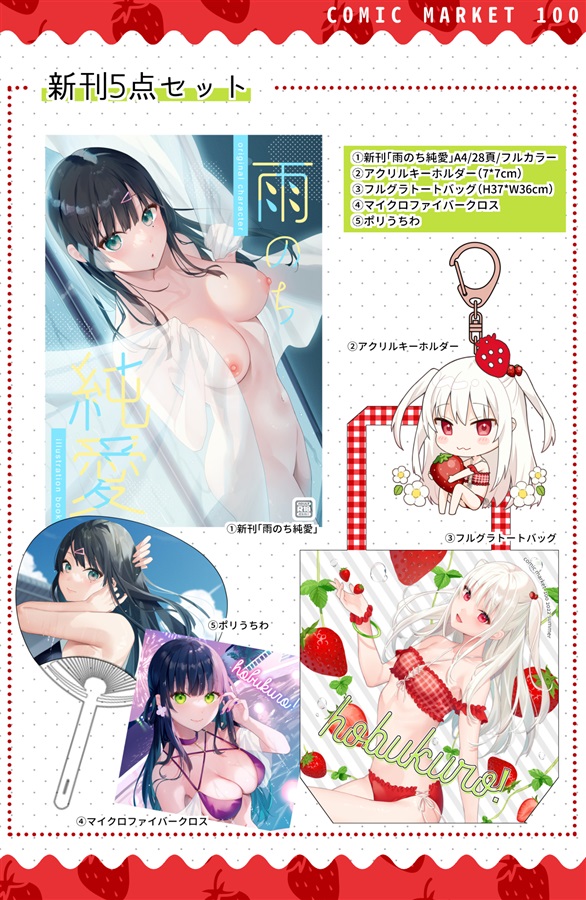 COMIC MARKET 100
新刊5点セット
①新刊「雨のち純愛」A4/28頁/フルカラー
②アクリルキーホルダー(7*7cm)
③フルグラトートバッグ(H37*W36cm)
④マイクロファイバークロス
⑤ポリうちわ
original character
雨のち
純愛
illustration book
R18
①新刊「雨のち純愛」
②アクリルキーホルダー
③フルグラトートバッグ
comic market100 2022 summer
hobukuro!
⑤ポリうちわ
hobukuro!
④マイクロファイバークロス